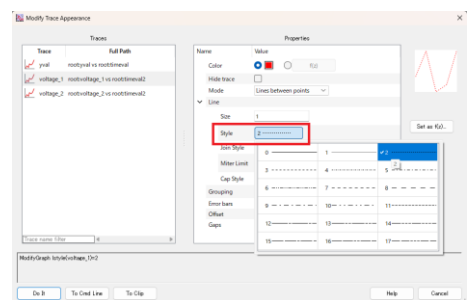 Modify Trace Appearance
Traces
Trace Full Path
yval root:yval vs root:timeval
voltage_1 root:voltage_1 vs root:timeval2
voltage_2 root:voltage_2 vs root:timeval2
Trace name filter
Properties
Name Value
Color f(z)
Hide trace
Mode Lines between points
Line
Size 1
Style 2
Join Style
Miter Limit
Cap Style
Grouping
Error bars
Offset
Gaps
0 1 2
3 4 5
6 7 8
9 10 11
12 13 14
15 16 17
2
Set as f(z)...
ModifyGraph lstyle(voltage_1)=2
Do It To Cmd Line To Clip Help Cancel